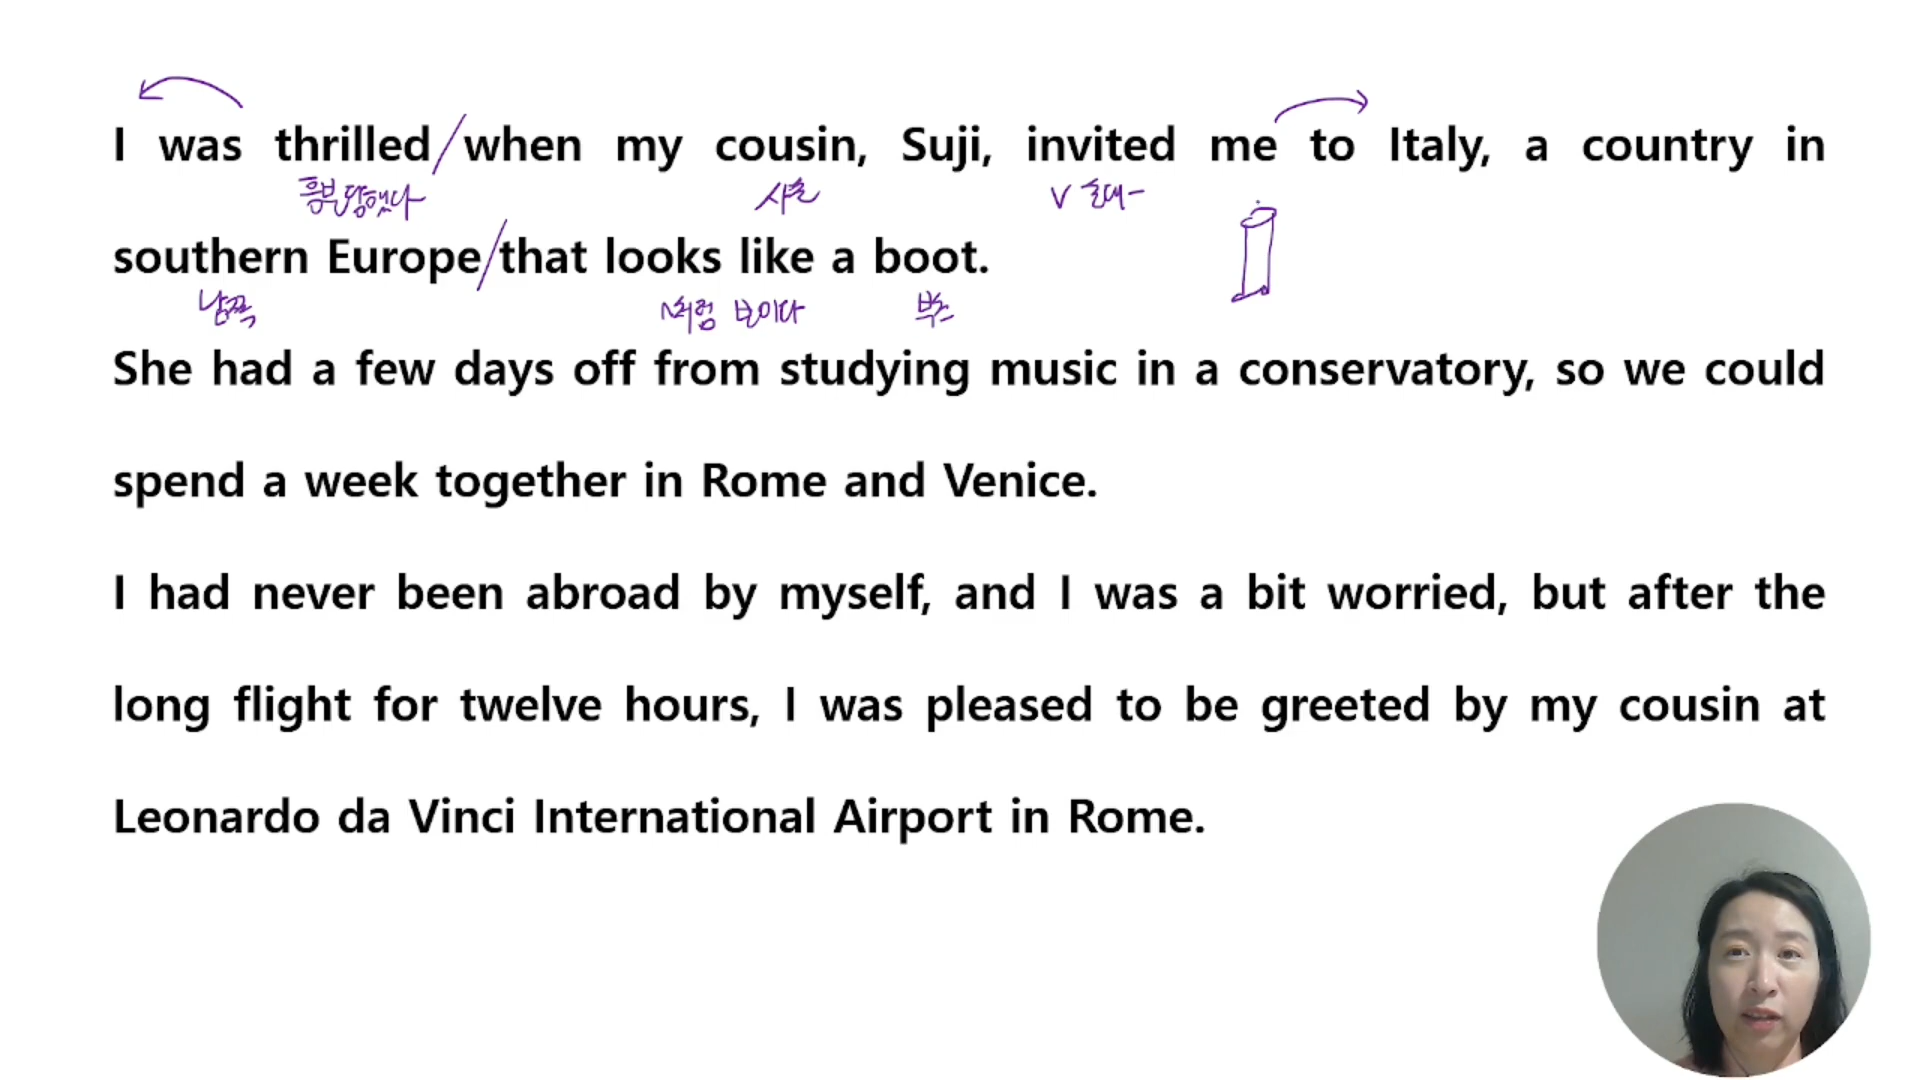 I was thrilled when my cousin, Suji, invited me to Italy, a country in
흥분당했다 사촌 V 초대-
southern Europe that looks like a boot.
남쪽 ~처럼 보이다 부츠
She had a few days off from studying music in a conservatory, so we could
spend a week together in Rome and Venice.
I had never been abroad by myself, and I was a bit worried, but after the
long flight for twelve hours, I was pleased to be greeted by my cousin at
Leonardo da Vinci International Airport in Rome.